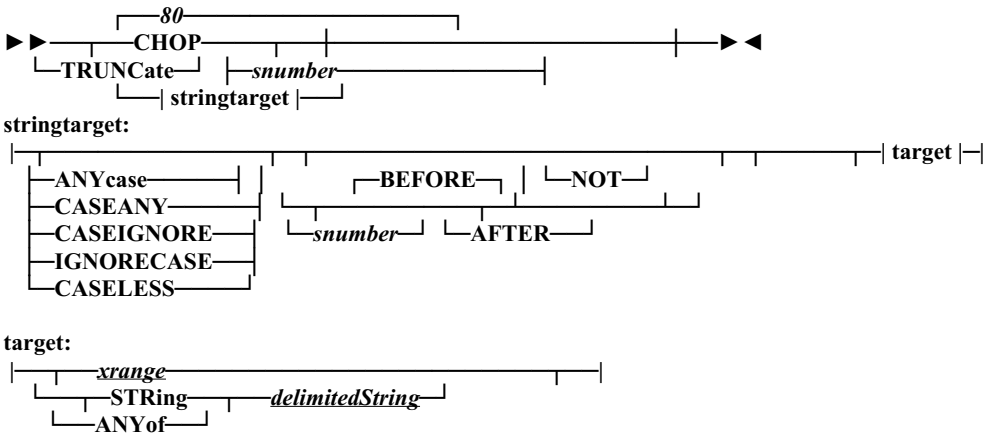 80
CHOP
TRUNCate snumber
| stringtarget |
stringtarget:
| target |
ANYcase BEFORE NOT
CASEANY
CASEIGNORE snumber AFTER
IGNORECASE
CASELESS
target:
xrange
STRing delimitedString
ANYof